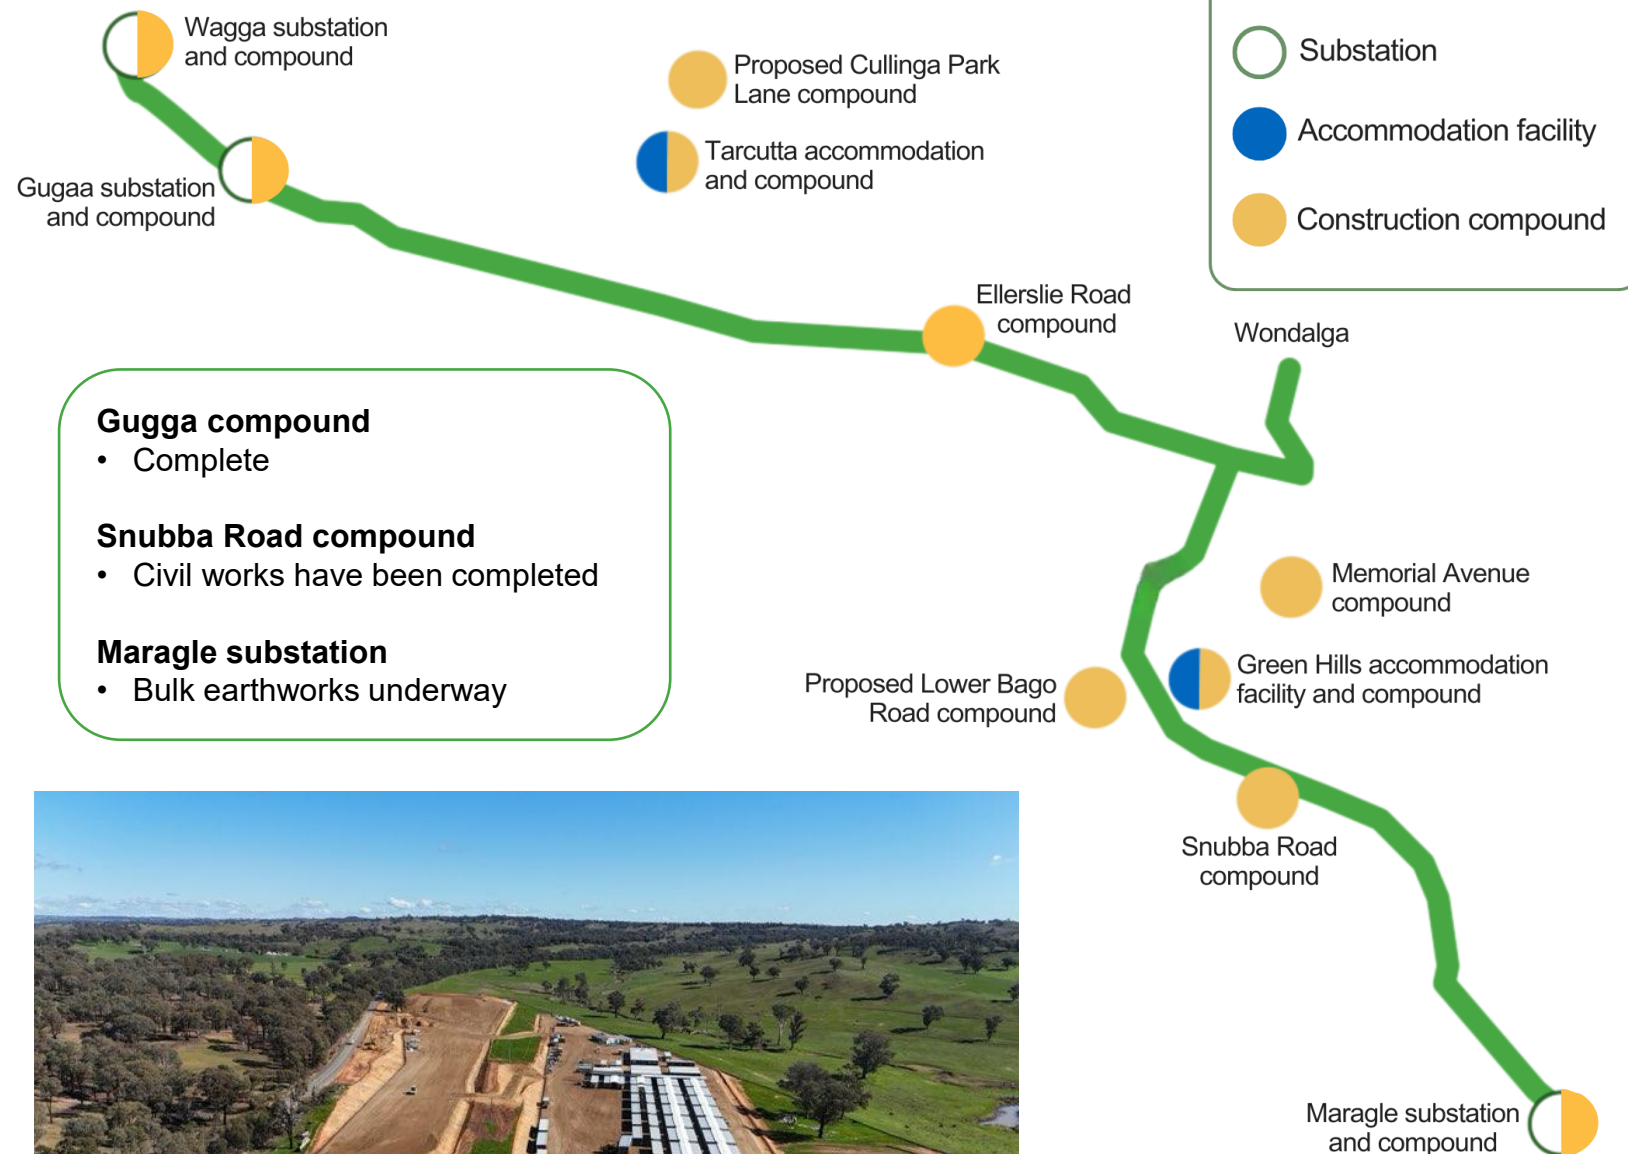 Wagga substation
and compound
Proposed Cullinga Park
Lane compound
Substation
Accommodation facility
Construction compound
Tarcutta accommodation
and compound
Gugaa substation
and compound
Ellerslie Road
compound
Wondalga
Gugga compound
• Complete
Snubba Road compound
• Civil works have been completed
Maragle substation
• Bulk earthworks underway
Memorial Avenue
compound
Green Hills accommodation
facility and compound
Proposed Lower Bago
Road compound
Snubba Road
compound
Maragle substation
and compound